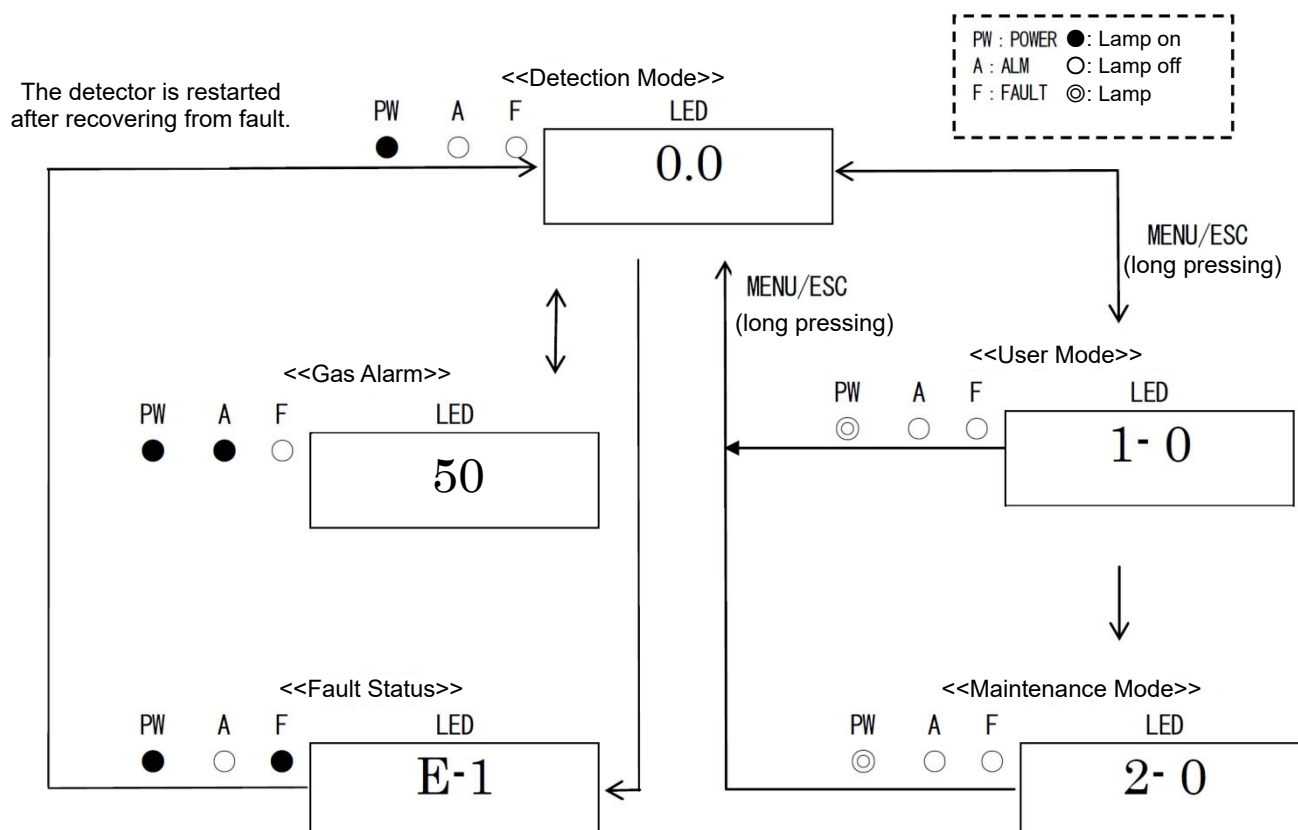 PW : POWER ●: Lamp on
A : ALM ○: Lamp off
F : FAULT ◎: Lamp
The detector is restarted
after recovering from fault.
<<Detection Mode>>
PW A F LED
0.0
MENU/ESC
(long pressing)
MENU/ESC
(long pressing)
<<Gas Alarm>>
PW A F LED
50
<<User Mode>>
PW A F LED
1- 0
<<Fault Status>>
PW A F LED
E-1
<<Maintenance Mode>>
PW A F LED
2- 0